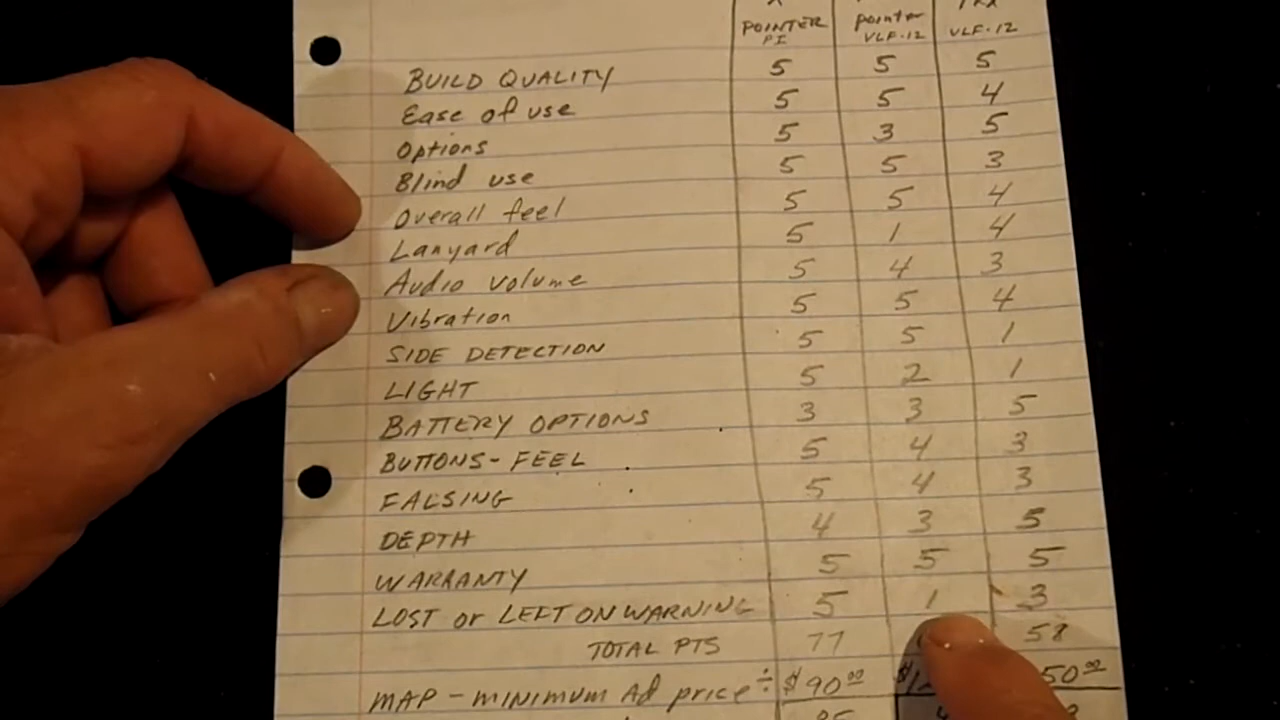 POINTER pointer
PI VLF-12 VLF-12
BUILD QUALITY 5 5 5
Ease of use 5 5 4
Options 5 3 5
Blind use 5 5 3
Overall feel 5 5 4
Lanyard 5 1 4
Audio volume 5 4 3
Vibration 5 5 4
SIDE DETECTION 5 5 1
LIGHT 5 2 1
BATTERY OPTIONS 3 3 5
BUTTONS-FEEL 5 4 3
FALSING 5 4 3
DEPTH 4 3 5
WARRANTY 5 5 5
LOST or LEFT ON WARNING 5 1 3
TOTAL PTS 77 58
MAP - MINIMUM Ad price ÷ $90.00 50.00